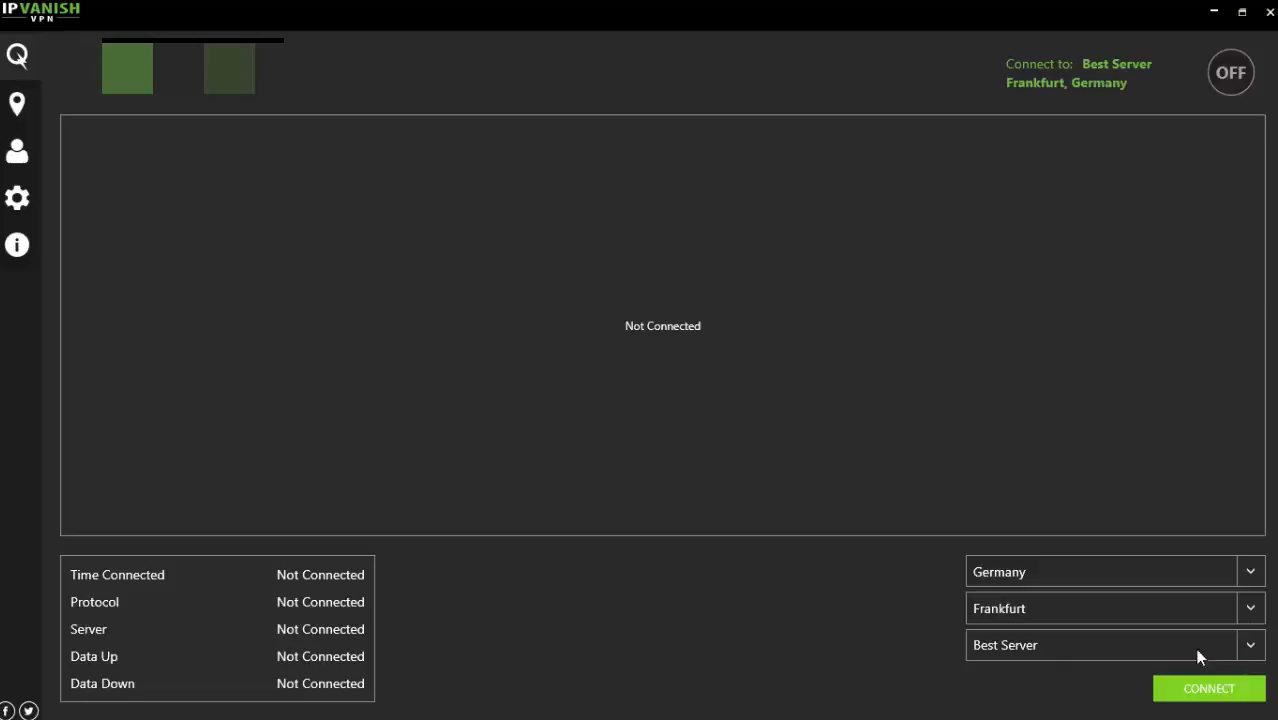 IPVANISH
VPN
Connect to: Best Server
Frankfurt, Germany
OFF
Not Connected
Time Connected Not Connected
Protocol Not Connected
Server Not Connected
Data Up Not Connected
Data Down Not Connected
Germany
Frankfurt
Best Server
CONNECT